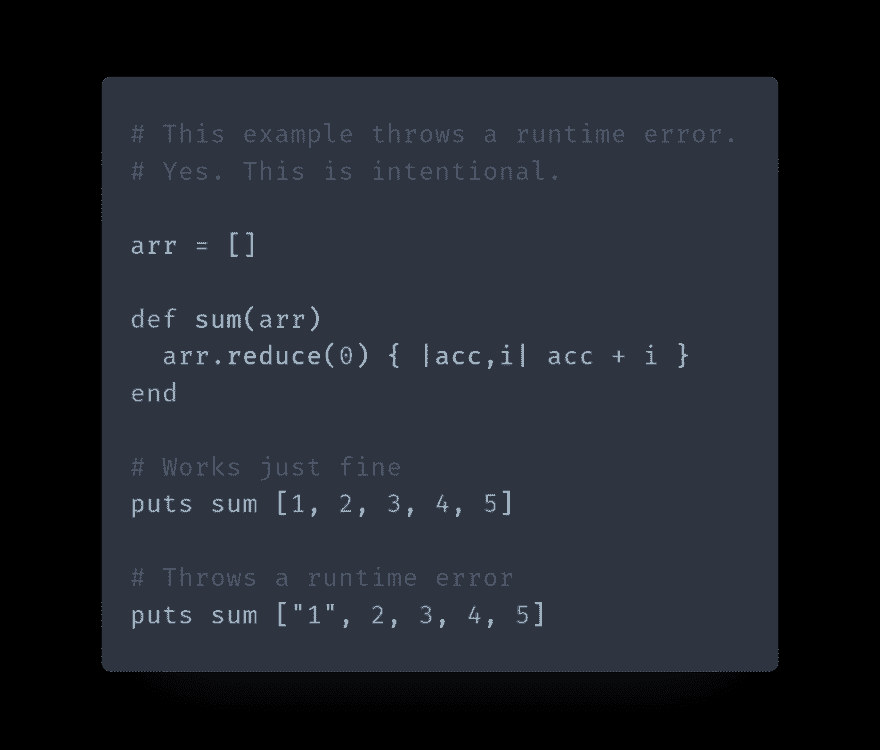 # This example throws a runtime error.
# Yes. This is intentional.
arr = []
def sum(arr)
  arr.reduce(0) { |acc,i| acc + i }
end
# Works just fine
puts sum [1, 2, 3, 4, 5]
# Throws a runtime error
puts sum ["1", 2, 3, 4, 5]